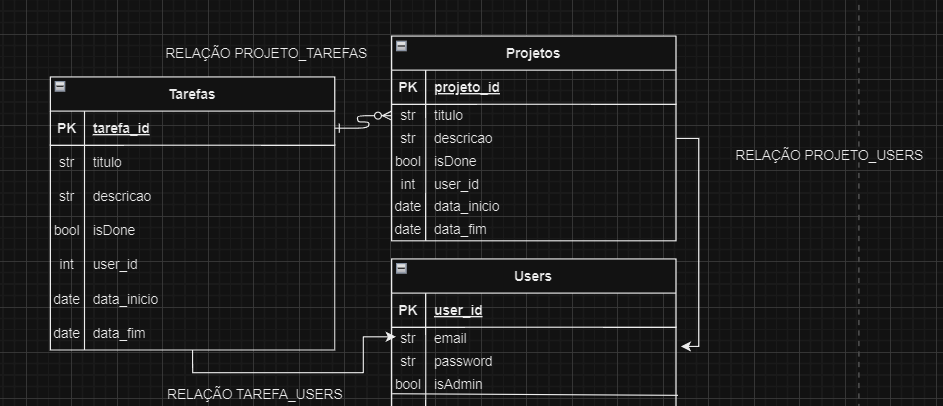 RELAÇÃO PROJETO_TAREFAS
Tarefas
PK tarefa_id
str titulo
str descricao
bool isDone
int user_id
date data_inicio
date data_fim
Projetos
PK projeto_id
str titulo
str descricao
bool isDone
int user_id
date data_inicio
date data_fim
RELAÇÃO PROJETO_USERS
Users
PK user_id
str email
str password
bool isAdmin
RELAÇÃO TAREFA_USERS